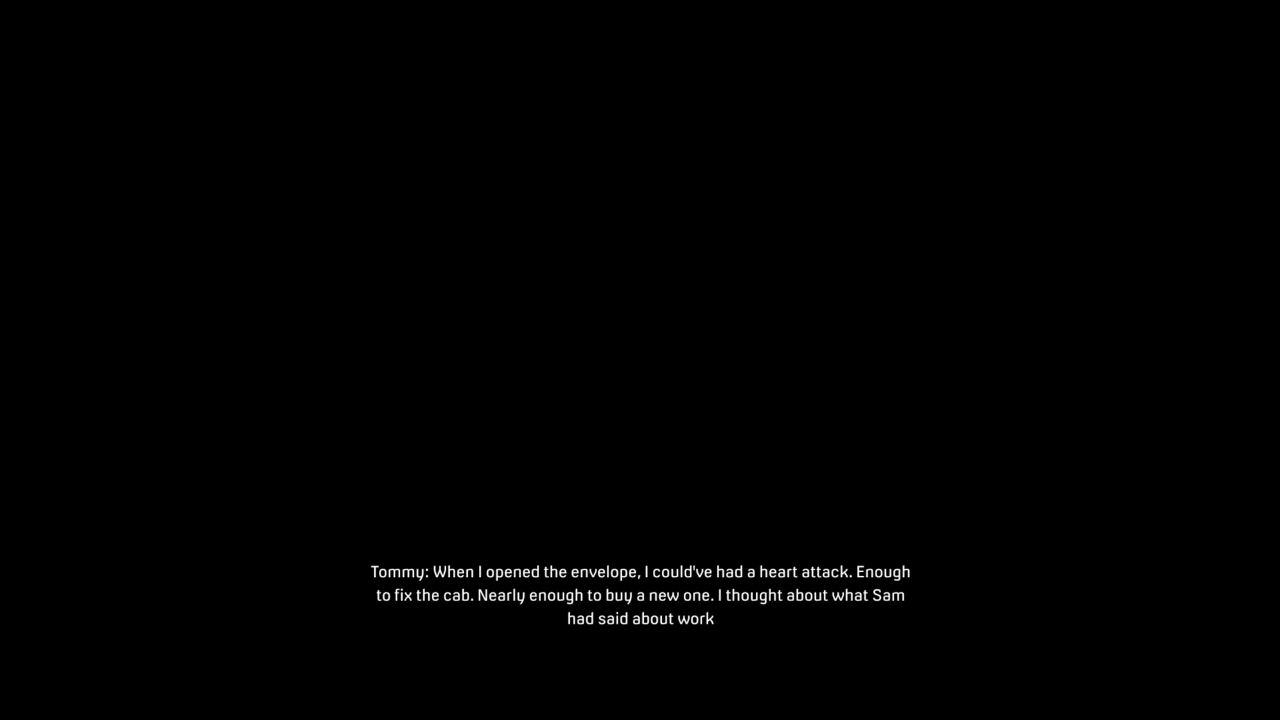 Tommy: When I opened the envelope, I could've had a heart attack. Enough
to fix the cab. Nearly enough to buy a new one. I thought about what Sam
had said about work